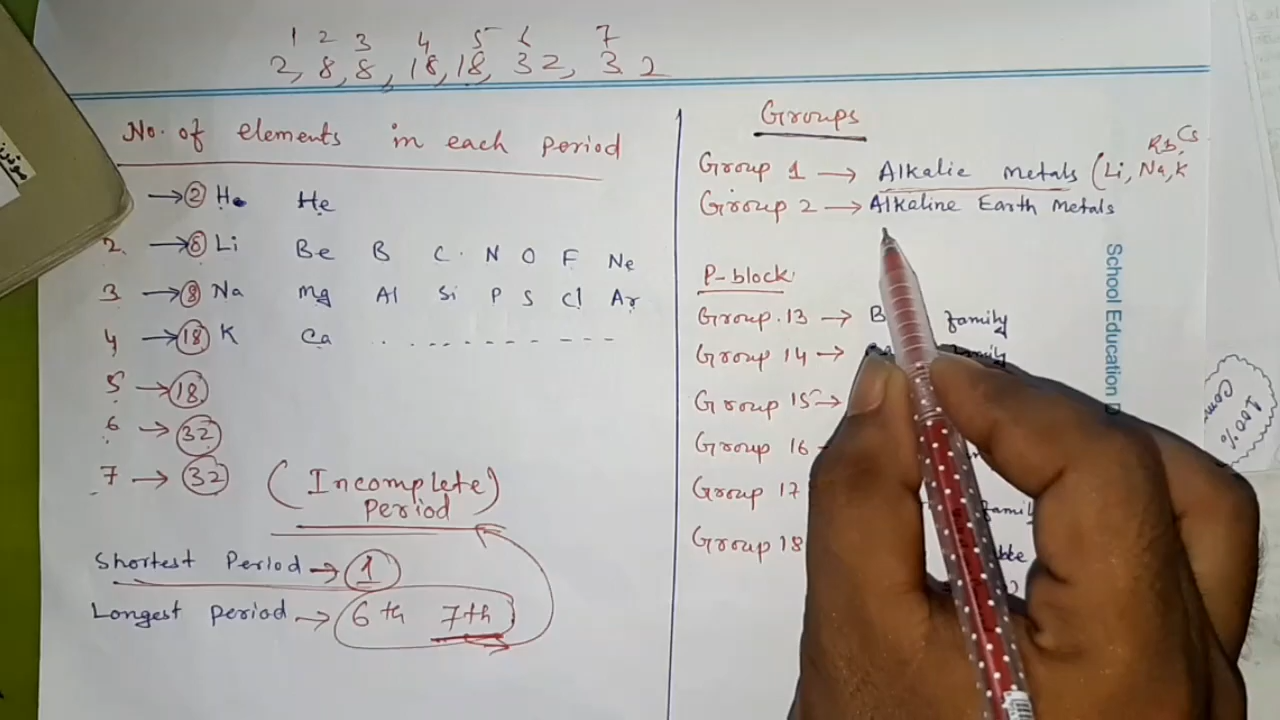 1 2 3 4 5 6 7
2, 8, 8, 18, 18, 32, 32
No. of elements in each period
→ 2 He He
2 → 8 Li Be B C N O F Ne
3 → 8 Na Mg Al Si P S Cl Ar
4 → 18 K Ca . . - - - - - - - - -
5 → 18
6 → 32
7 → 32
(Incomplete)
Period
Shortest Period → 1
Longest period → 6th 7th
Groups
Rb, Cs
Group 1 → Alkalie metals (Li, Na, K
Group 2 → Alkaline Earth Metals
P-block
Group 13 → B family
Group 14 → family
Group 15 →
Group 16
Group 17 family
Group 18
School Education D
100%